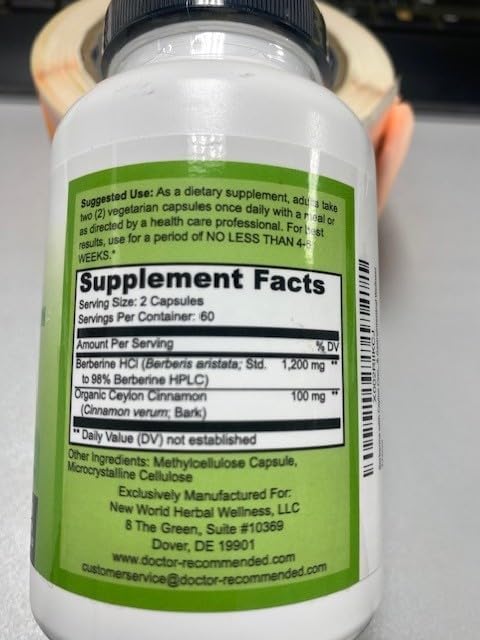 Suggested Use: As a dietary supplement, adults take
two (2) vegetarian capsules once daily with a meal or
as directed by a health care professional. For best
results, use for a period of NO LESS THAN 4-6
WEEKS.*
Supplement Facts
Serving Size: 2 Capsules
Servings Per Container: 60
Amount Per Serving % DV
Berberine HCl (Berberis aristata; Std. 1,200 mg **
to 98% Berberine HPLC)
Organic Ceylon Cinnamon 100 mg **
(Cinnamon verum; Bark)
** Daily Value (DV) not established
Other Ingredients: Methylcellulose Capsule,
Microcrystalline Cellulose
Exclusively Manufactured For:
New World Herbal Wellness, LLC
8 The Green, Suite #10369
Dover, DE 19901
www.doctor-recommended.com
customerservice@doctor-recommended.com